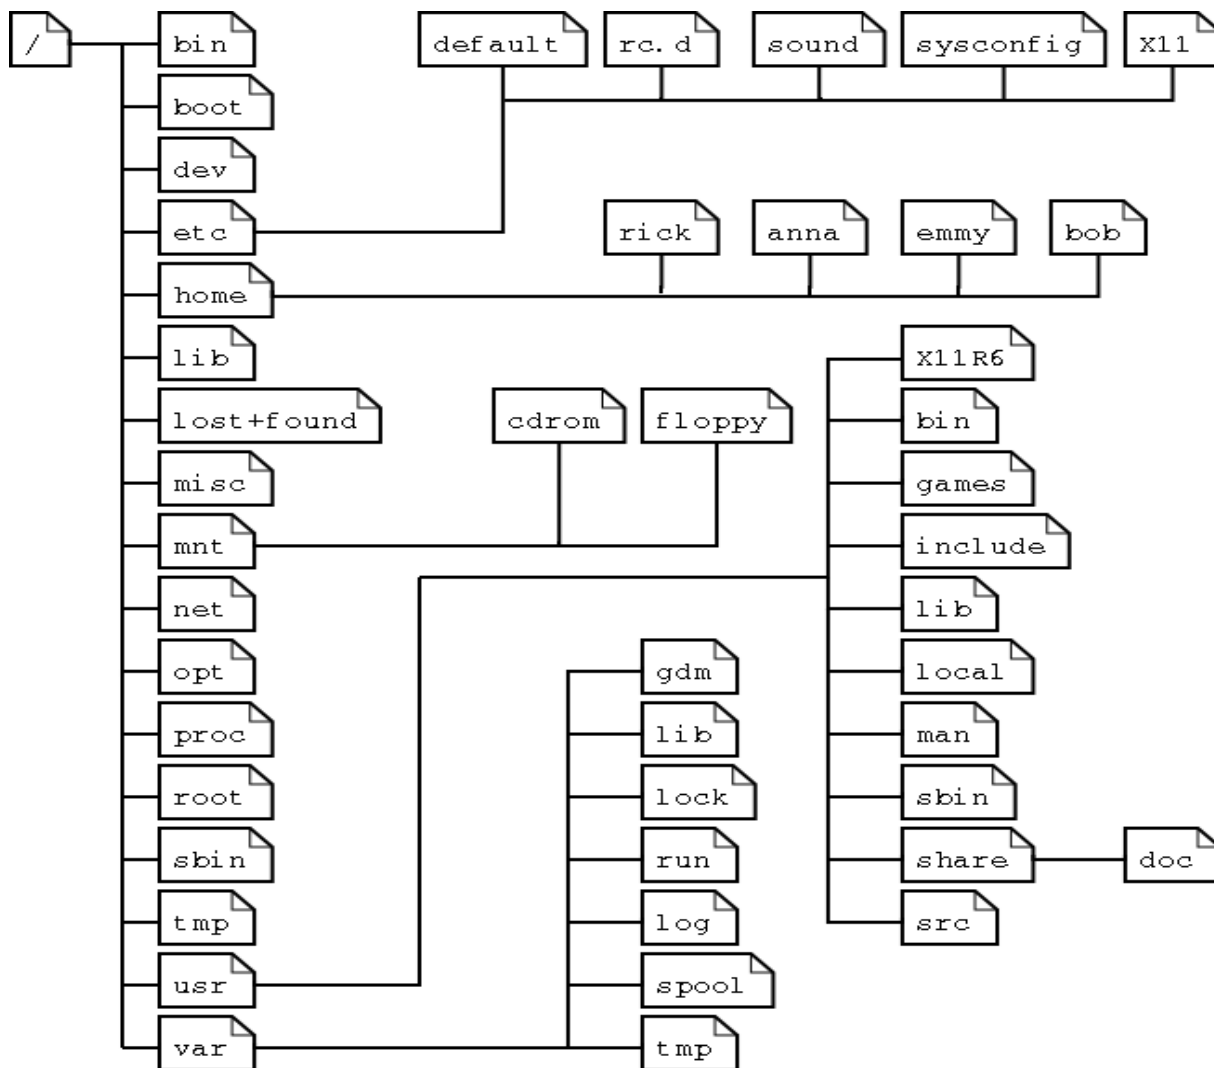 /
bin
default
rc.d
sound
sysconfig
X11
boot
dev
etc
rick
anna
emmy
bob
home
lib
X11R6
lost+found
cdrom
floppy
bin
misc
games
mnt
include
net
lib
opt
gdm
local
proc
lib
man
root
lock
sbin
sbin
run
share
doc
tmp
log
src
usr
spool
var
tmp